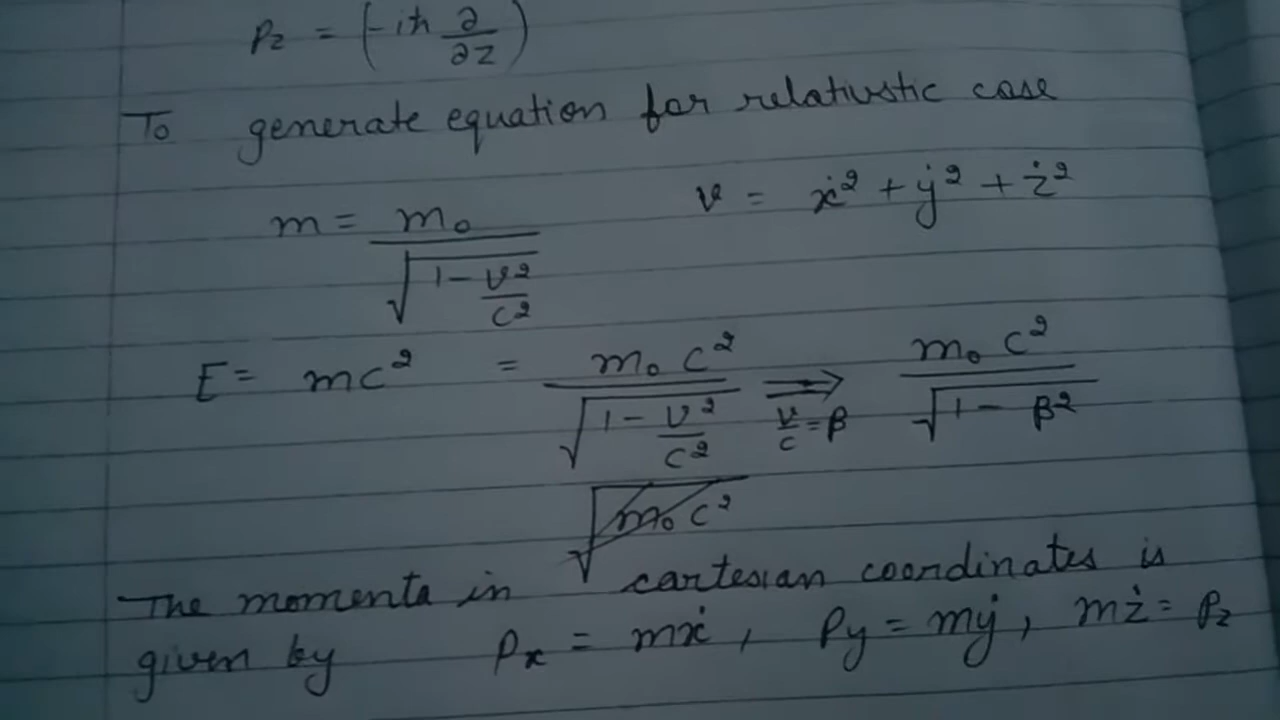 pz = (-iħ ∂/∂z)
To generate equation for relativstic case
m = m₀/√(1 - v²/c²)    v = ẋ² + ẏ² + ż²
E = mc² = m₀c²/√(1 - v²/c²) ⇒ v/c = β m₀c²/√(1 - β²)
√m₀c²
The momenta in cartesian coordinates is
given by px = mẋ, py = mẏ, mż = pz